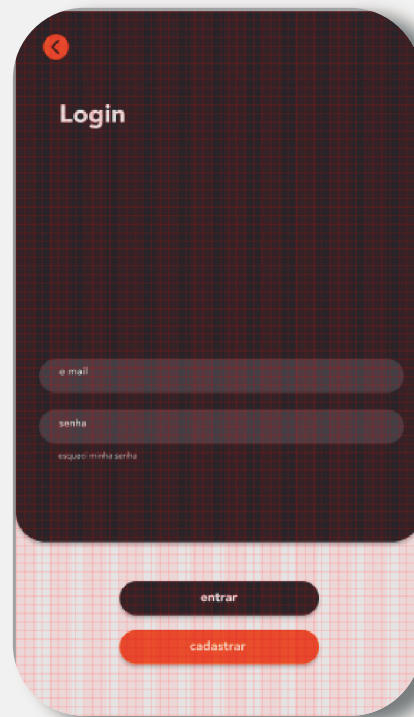 Login
e-mail
senha
esqueci minha senha
entrar
cadastrar